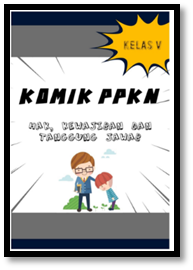 KELAS V
KOMIK PPKN
HAK, KEWAJIBAN DAN
TANGGUNG JAWAB